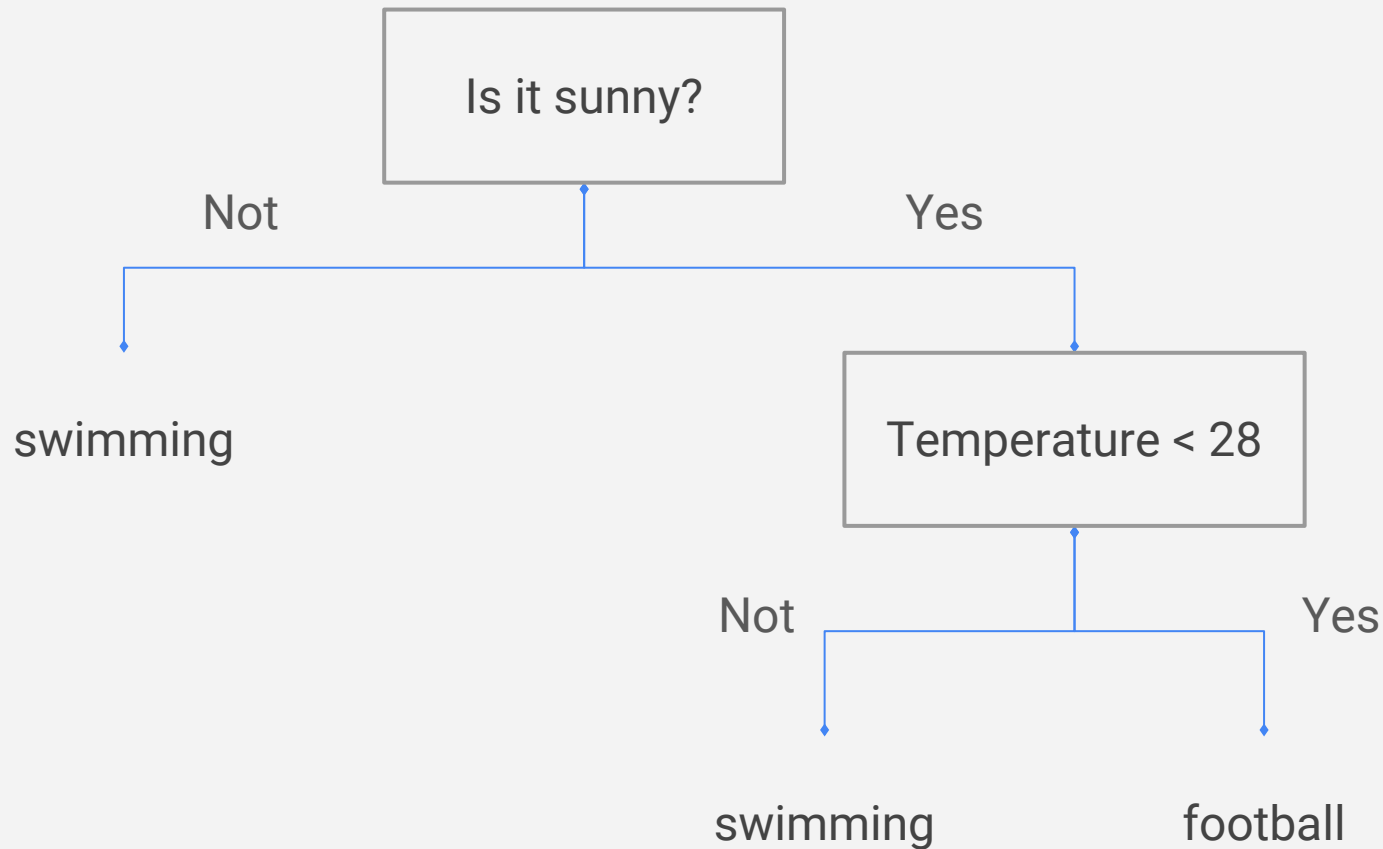 Is it sunny?
Not
Yes
swimming
Temperature < 28
Not
Yes
swimming
football